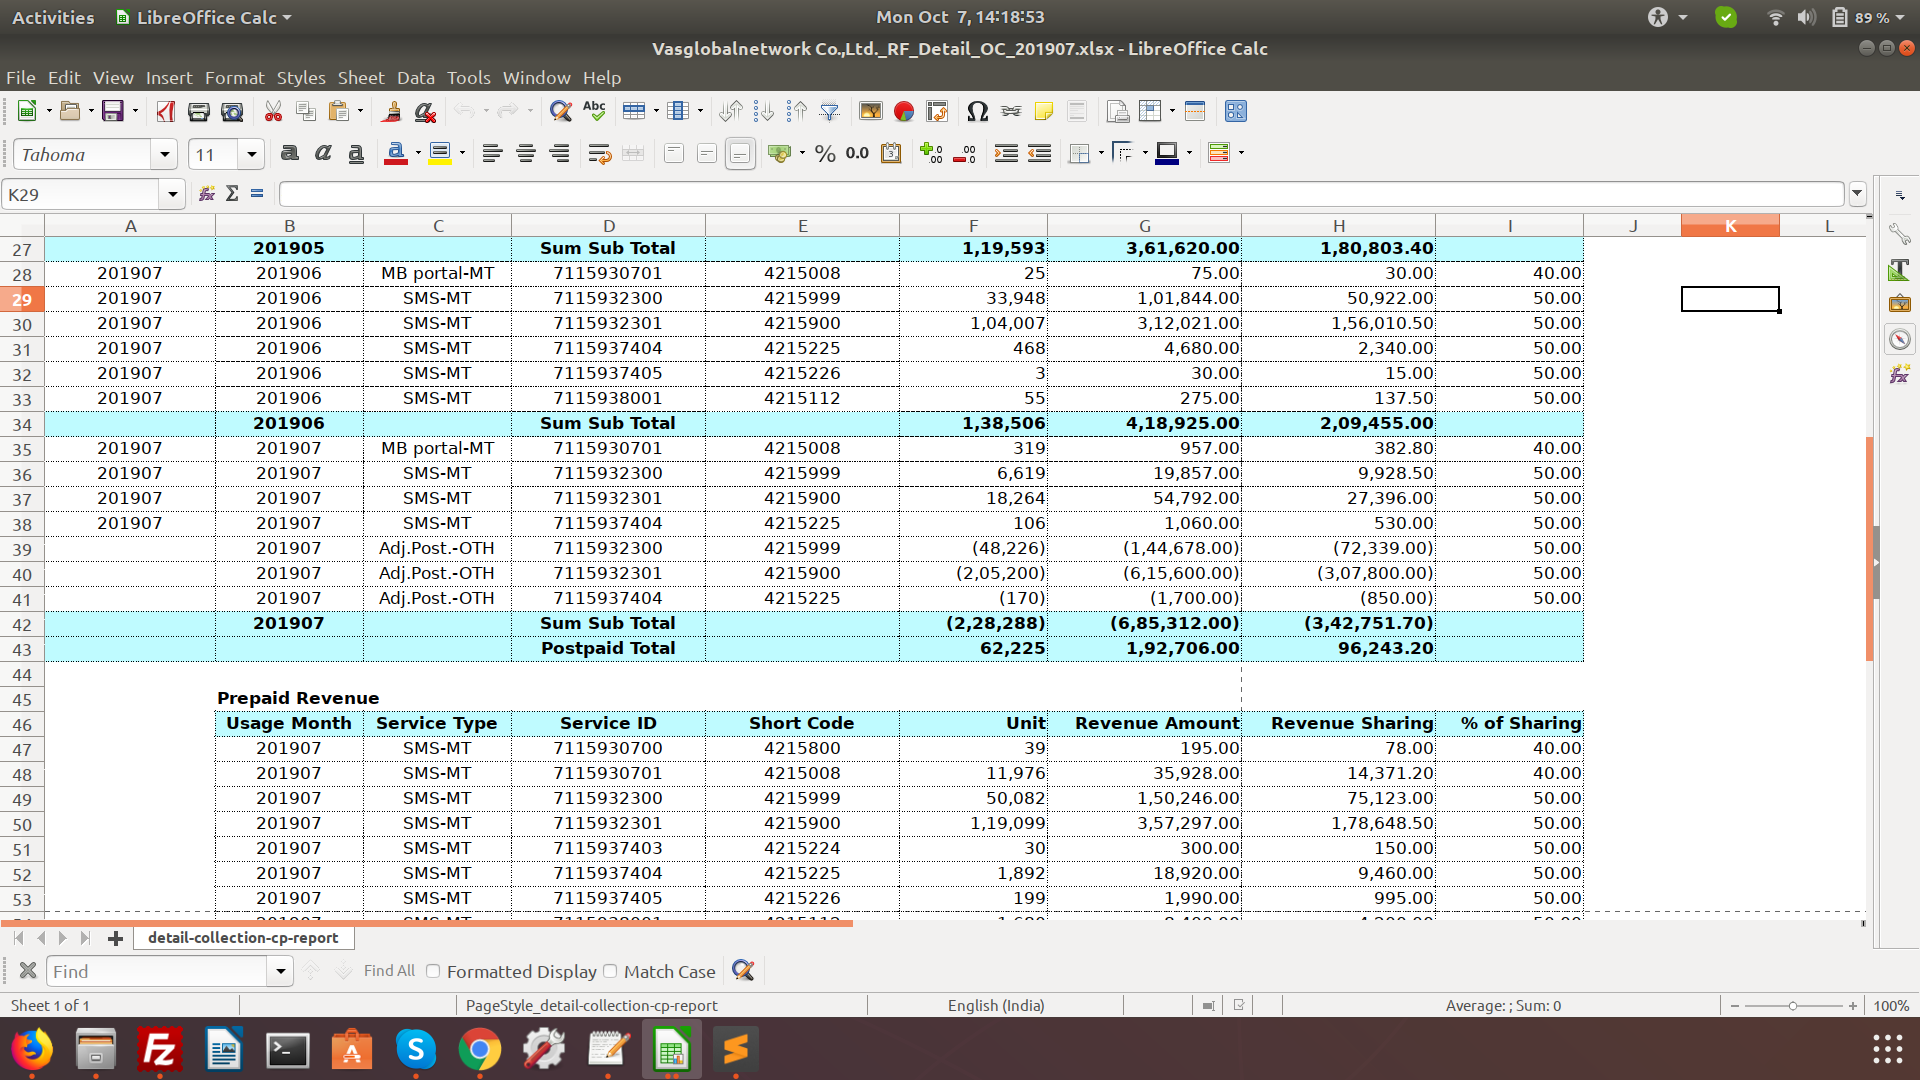 Activities LibreOffice Calc Mon Oct 7, 14:18:53 89 %
Vasglobalnetwork Co.,Ltd._RF_Detail_OC_201907.xlsx - LibreOffice Calc
File Edit View Insert Format Styles Sheet Data Tools Window Help
Tahoma 11
K29
A B C D E F G H I J K L
27 201905 Sum Sub Total 1,19,593 3,61,620.00 1,80,803.40
28 201907 201906 MB portal-MT 7115930701 4215008 25 75.00 30.00 40.00
29 201907 201906 SMS-MT 7115932300 4215999 33,948 1,01,844.00 50,922.00 50.00
30 201907 201906 SMS-MT 7115932301 4215900 1,04,007 3,12,021.00 1,56,010.50 50.00
31 201907 201906 SMS-MT 7115937404 4215225 468 4,680.00 2,340.00 50.00
32 201907 201906 SMS-MT 7115937405 4215226 3 30.00 15.00 50.00
33 201907 201906 SMS-MT 7115938001 4215112 55 275.00 137.50 50.00
34 201906 Sum Sub Total 1,38,506 4,18,925.00 2,09,455.00
35 201907 201907 MB portal-MT 7115930701 4215008 319 957.00 382.80 40.00
36 201907 201907 SMS-MT 7115932300 4215999 6,619 19,857.00 9,928.50 50.00
37 201907 201907 SMS-MT 7115932301 4215900 18,264 54,792.00 27,396.00 50.00
38 201907 201907 SMS-MT 7115937404 4215225 106 1,060.00 530.00 50.00
39 201907 Adj.Post.-OTH 7115932300 4215999 (48,226) (1,44,678.00) (72,339.00) 50.00
40 201907 Adj.Post.-OTH 7115932301 4215900 (2,05,200) (6,15,600.00) (3,07,800.00) 50.00
41 201907 Adj.Post.-OTH 7115937404 4215225 (170) (1,700.00) (850.00) 50.00
42 201907 Sum Sub Total (2,28,288) (6,85,312.00) (3,42,751.70)
43 Postpaid Total 62,225 1,92,706.00 96,243.20
44
45 Prepaid Revenue
46 Usage Month Service Type Service ID Short Code Unit Revenue Amount Revenue Sharing % of Sharing
47 201907 SMS-MT 7115930700 4215800 39 195.00 78.00 40.00
48 201907 SMS-MT 7115930701 4215008 11,976 35,928.00 14,371.20 40.00
49 201907 SMS-MT 7115932300 4215999 50,082 1,50,246.00 75,123.00 50.00
50 201907 SMS-MT 7115932301 4215900 1,19,099 3,57,297.00 1,78,648.50 50.00
51 201907 SMS-MT 7115937403 4215224 30 300.00 150.00 50.00
52 201907 SMS-MT 7115937404 4215225 1,892 18,920.00 9,460.00 50.00
53 201907 SMS-MT 7115937405 4215226 199 1,990.00 995.00 50.00
detail-collection-cp-report
Find Find All Formatted Display Match Case
Sheet 1 of 1 PageStyle_detail-collection-cp-report English (India) Average: ; Sum: 0 100%